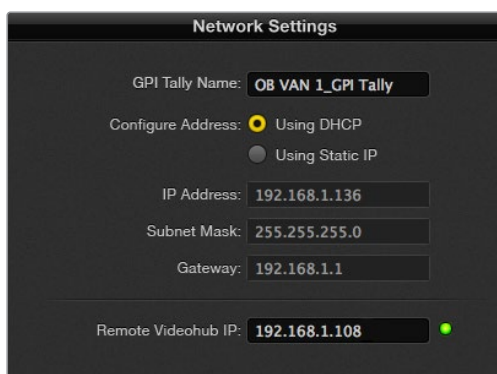 Network Settings
GPI Tally Name: OB VAN 1_GPI Tally
Configure Address: Using DHCP
Using Static IP
IP Address: 192.168.1.136
Subnet Mask: 255.255.255.0
Gateway: 192.168.1.1
Remote Videohub IP: 192.168.1.108